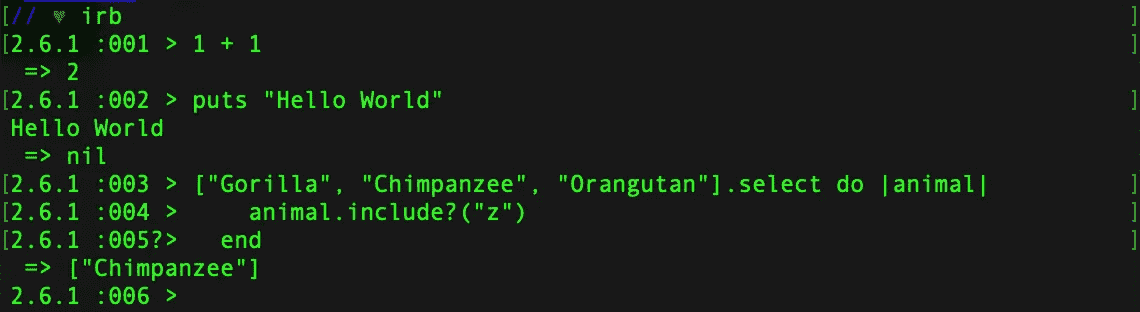 [// ♥ irb ]
[2.6.1 :001 > 1 + 1 ]
 => 2
[2.6.1 :002 > puts "Hello World" ]
Hello World
 => nil
[2.6.1 :003 > ["Gorilla", "Chimpanzee", "Orangutan"].select do |animal| ]
[2.6.1 :004 >     animal.include?("z") ]
[2.6.1 :005?>   end ]
 => ["Chimpanzee"]
2.6.1 :006 >